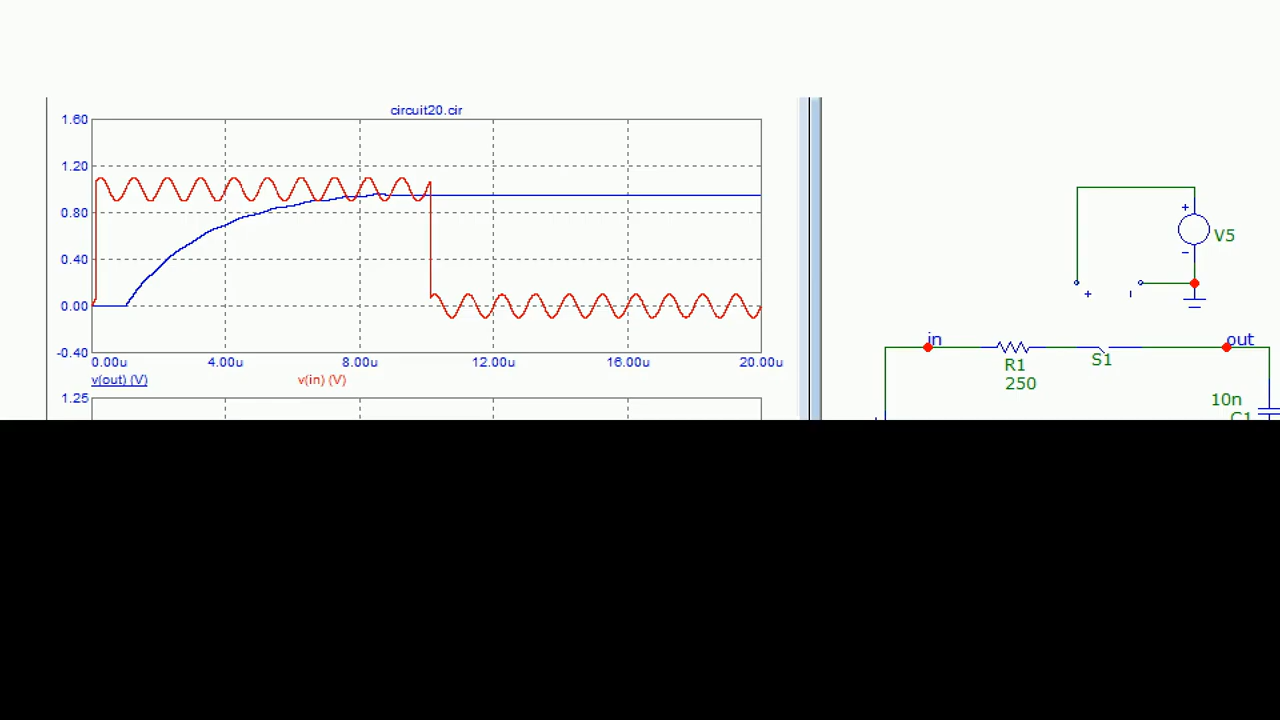 circuit20.cir
1.60
1.20
0.80
0.40
0.00
-0.40
0.00u 4.00u 8.00u 12.00u 16.00u 20.00u
v(out) (V) v(in) (V)
1.25
+
V5
−
+
in
out
R1
250
S1
10n
C1